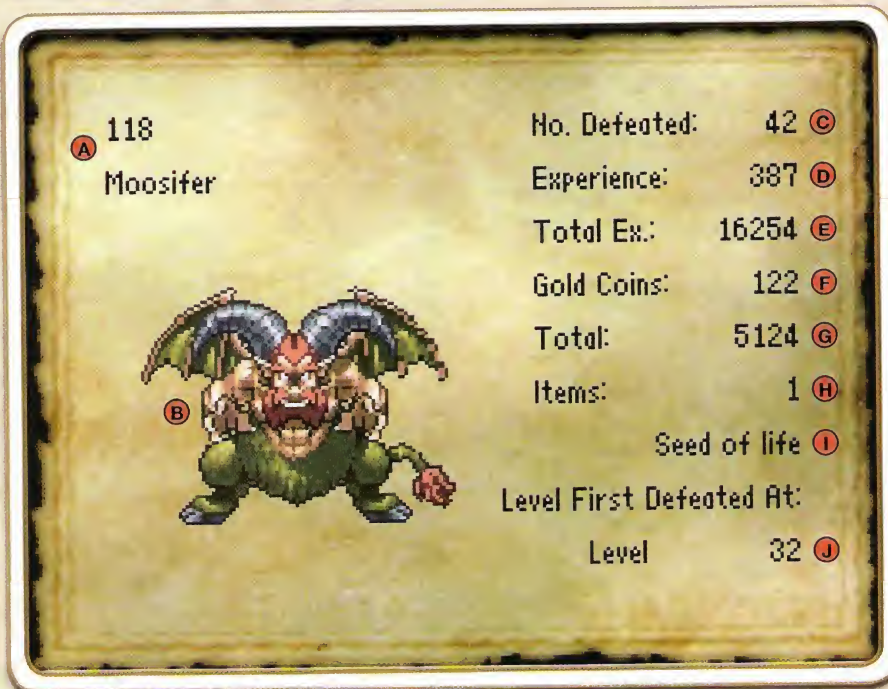 A 118
Moosifer
No. Defeated: 42 C
Experience: 387 D
Total Ex.: 16254 E
Gold Coins: 122 F
Total: 5124 G
Items: 1 H
B
Seed of life I
Level First Defeated At:
Level 32 J